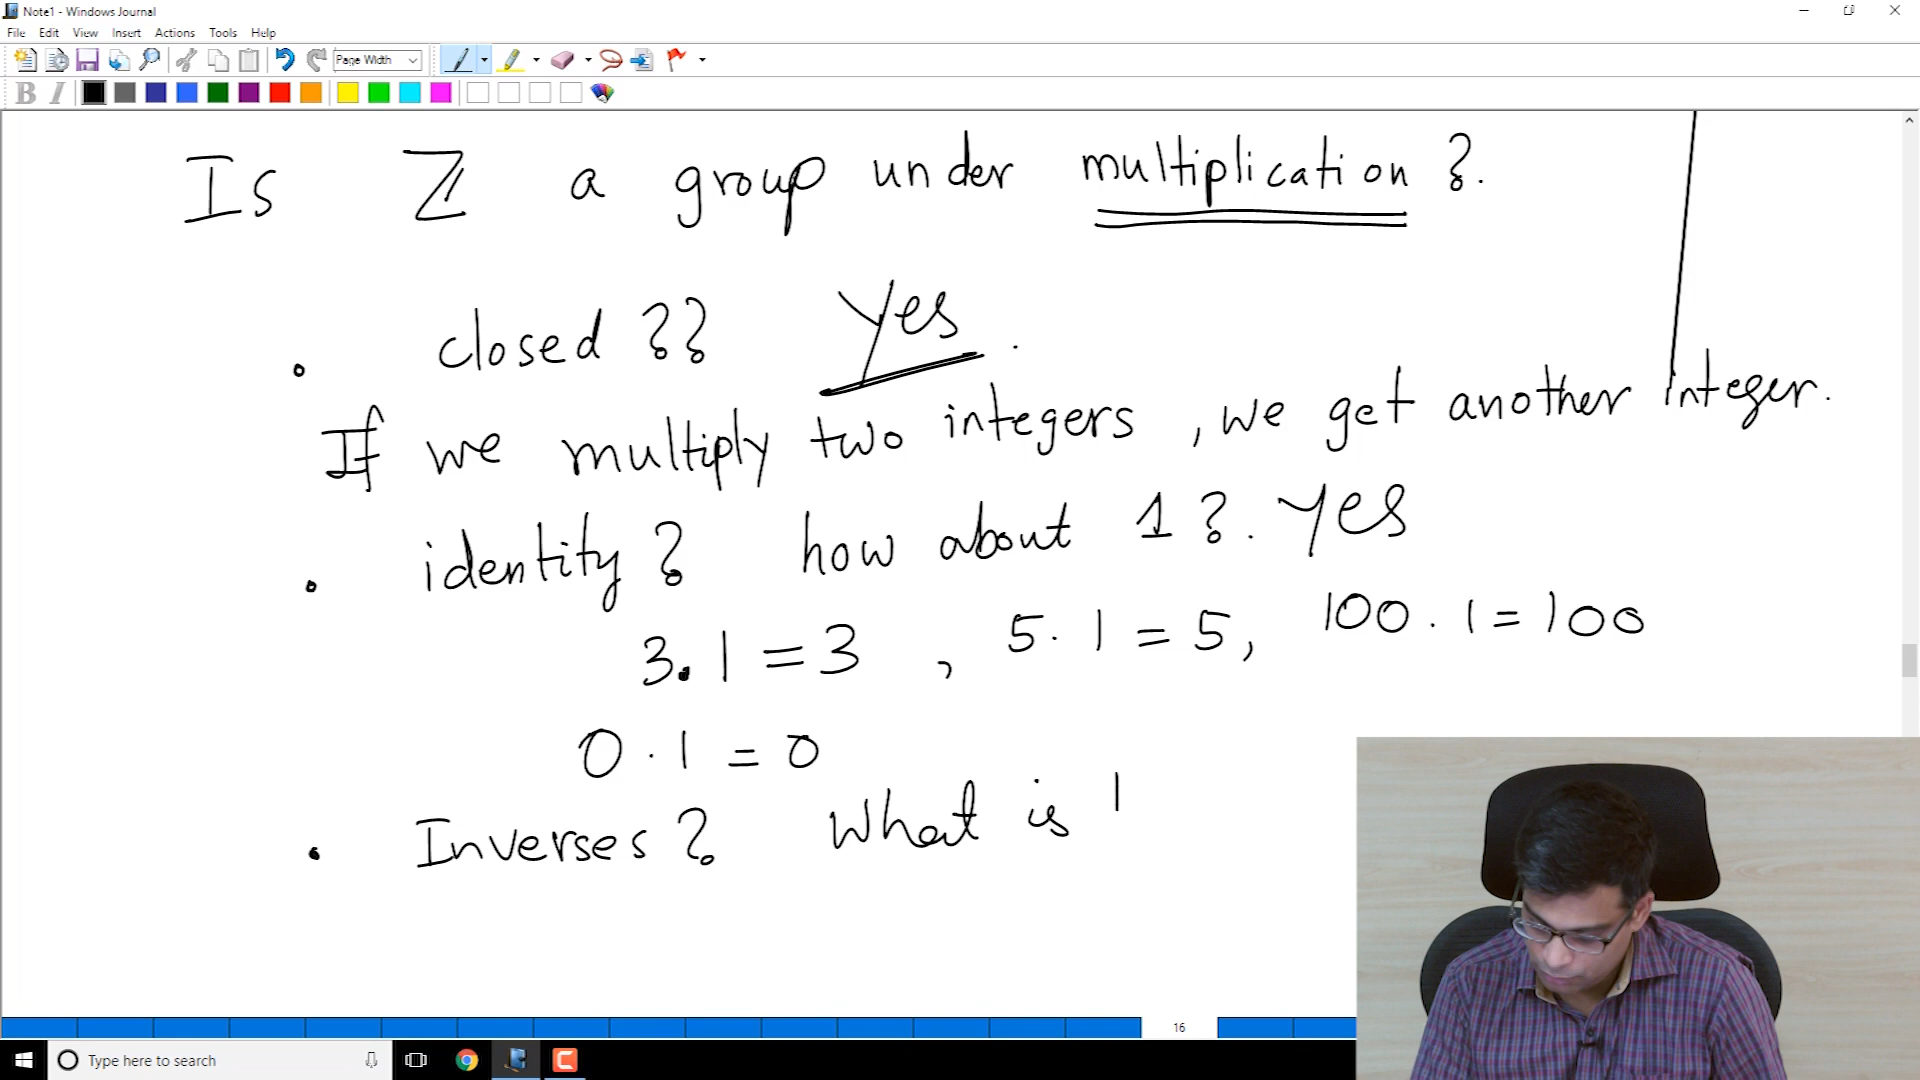 Note1 - Windows Journal
File Edit View Insert Actions Tools Help
Page Width
B I
Is ℤ a group under multiplication ?.
• closed ?? Yes.
If we multiply two integers, we get another integer.
• identity? how about 1?. Yes
3.1=3, 5.1=5, 100.1=100
0.1=0
• Inverses? What is
16
Type here to search